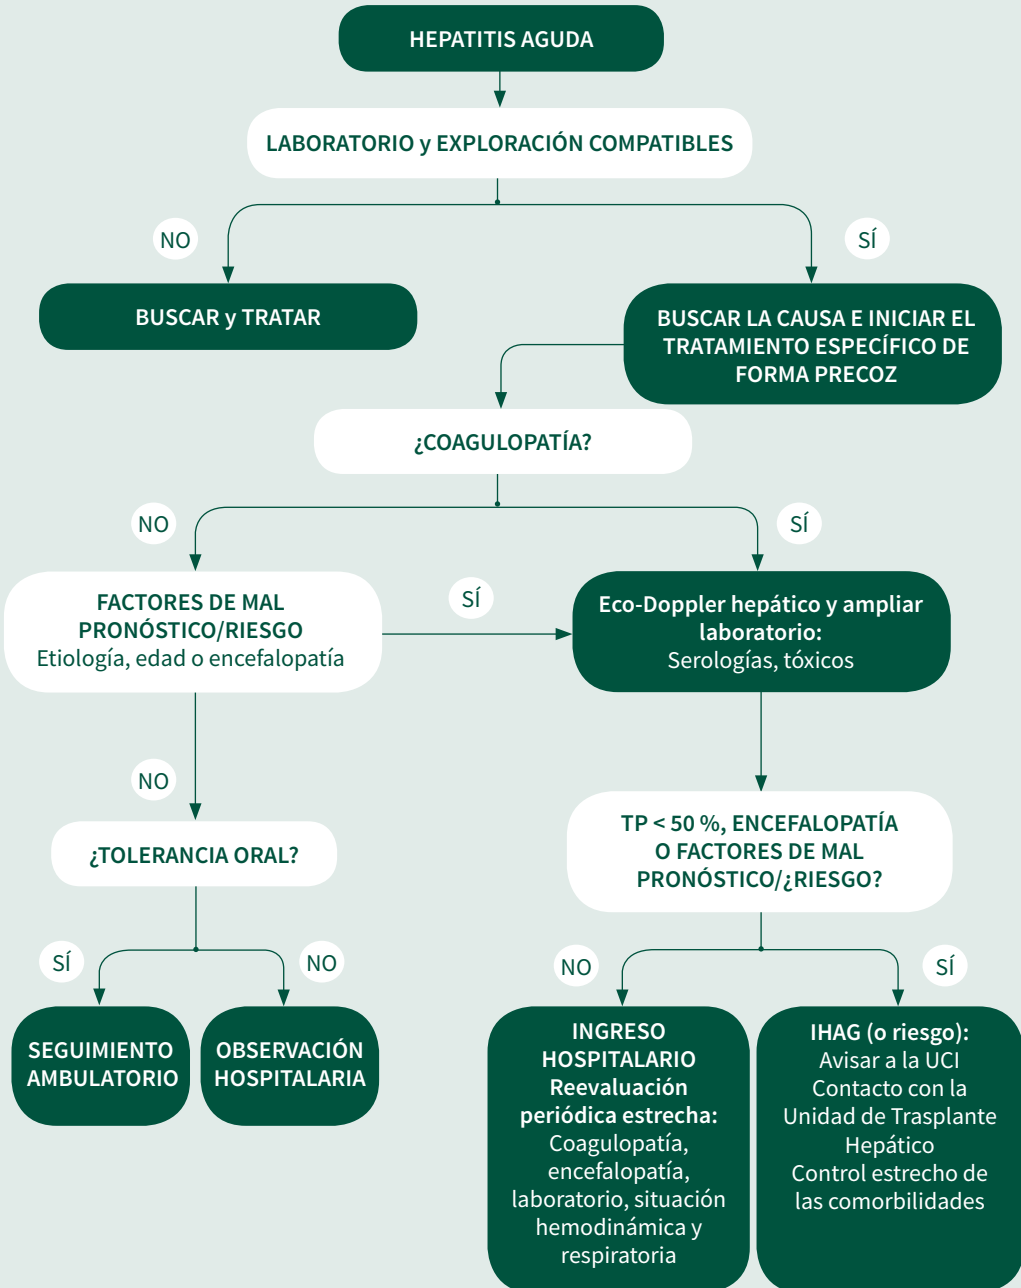 HEPATITIS AGUDA
LABORATORIO y EXPLORACIÓN COMPATIBLES
NO
SÍ
BUSCAR y TRATAR
BUSCAR LA CAUSA E INICIAR EL
TRATAMIENTO ESPECÍFICO DE
FORMA PRECOZ
¿COAGULOPATÍA?
NO
SÍ
FACTORES DE MAL
PRONÓSTICO/RIESGO
Etiología, edad o encefalopatía
SÍ
Eco-Doppler hepático y ampliar
laboratorio:
Serologías, tóxicos
NO
¿TOLERANCIA ORAL?
TP < 50 %, ENCEFALOPATÍA
O FACTORES DE MAL
PRONÓSTICO/¿RIESGO?
SÍ
NO
NO
SÍ
SEGUIMIENTO
AMBULATORIO
OBSERVACIÓN
HOSPITALARIA
INGRESO
HOSPITALARIO
Reevaluación
periódica estrecha:
Coagulopatía,
encefalopatía,
laboratorio, situación
hemodinámica y
respiratoria
IHAG (o riesgo):
Avisar a la UCI
Contacto con la
Unidad de Trasplante
Hepático
Control estrecho de
las comorbilidades